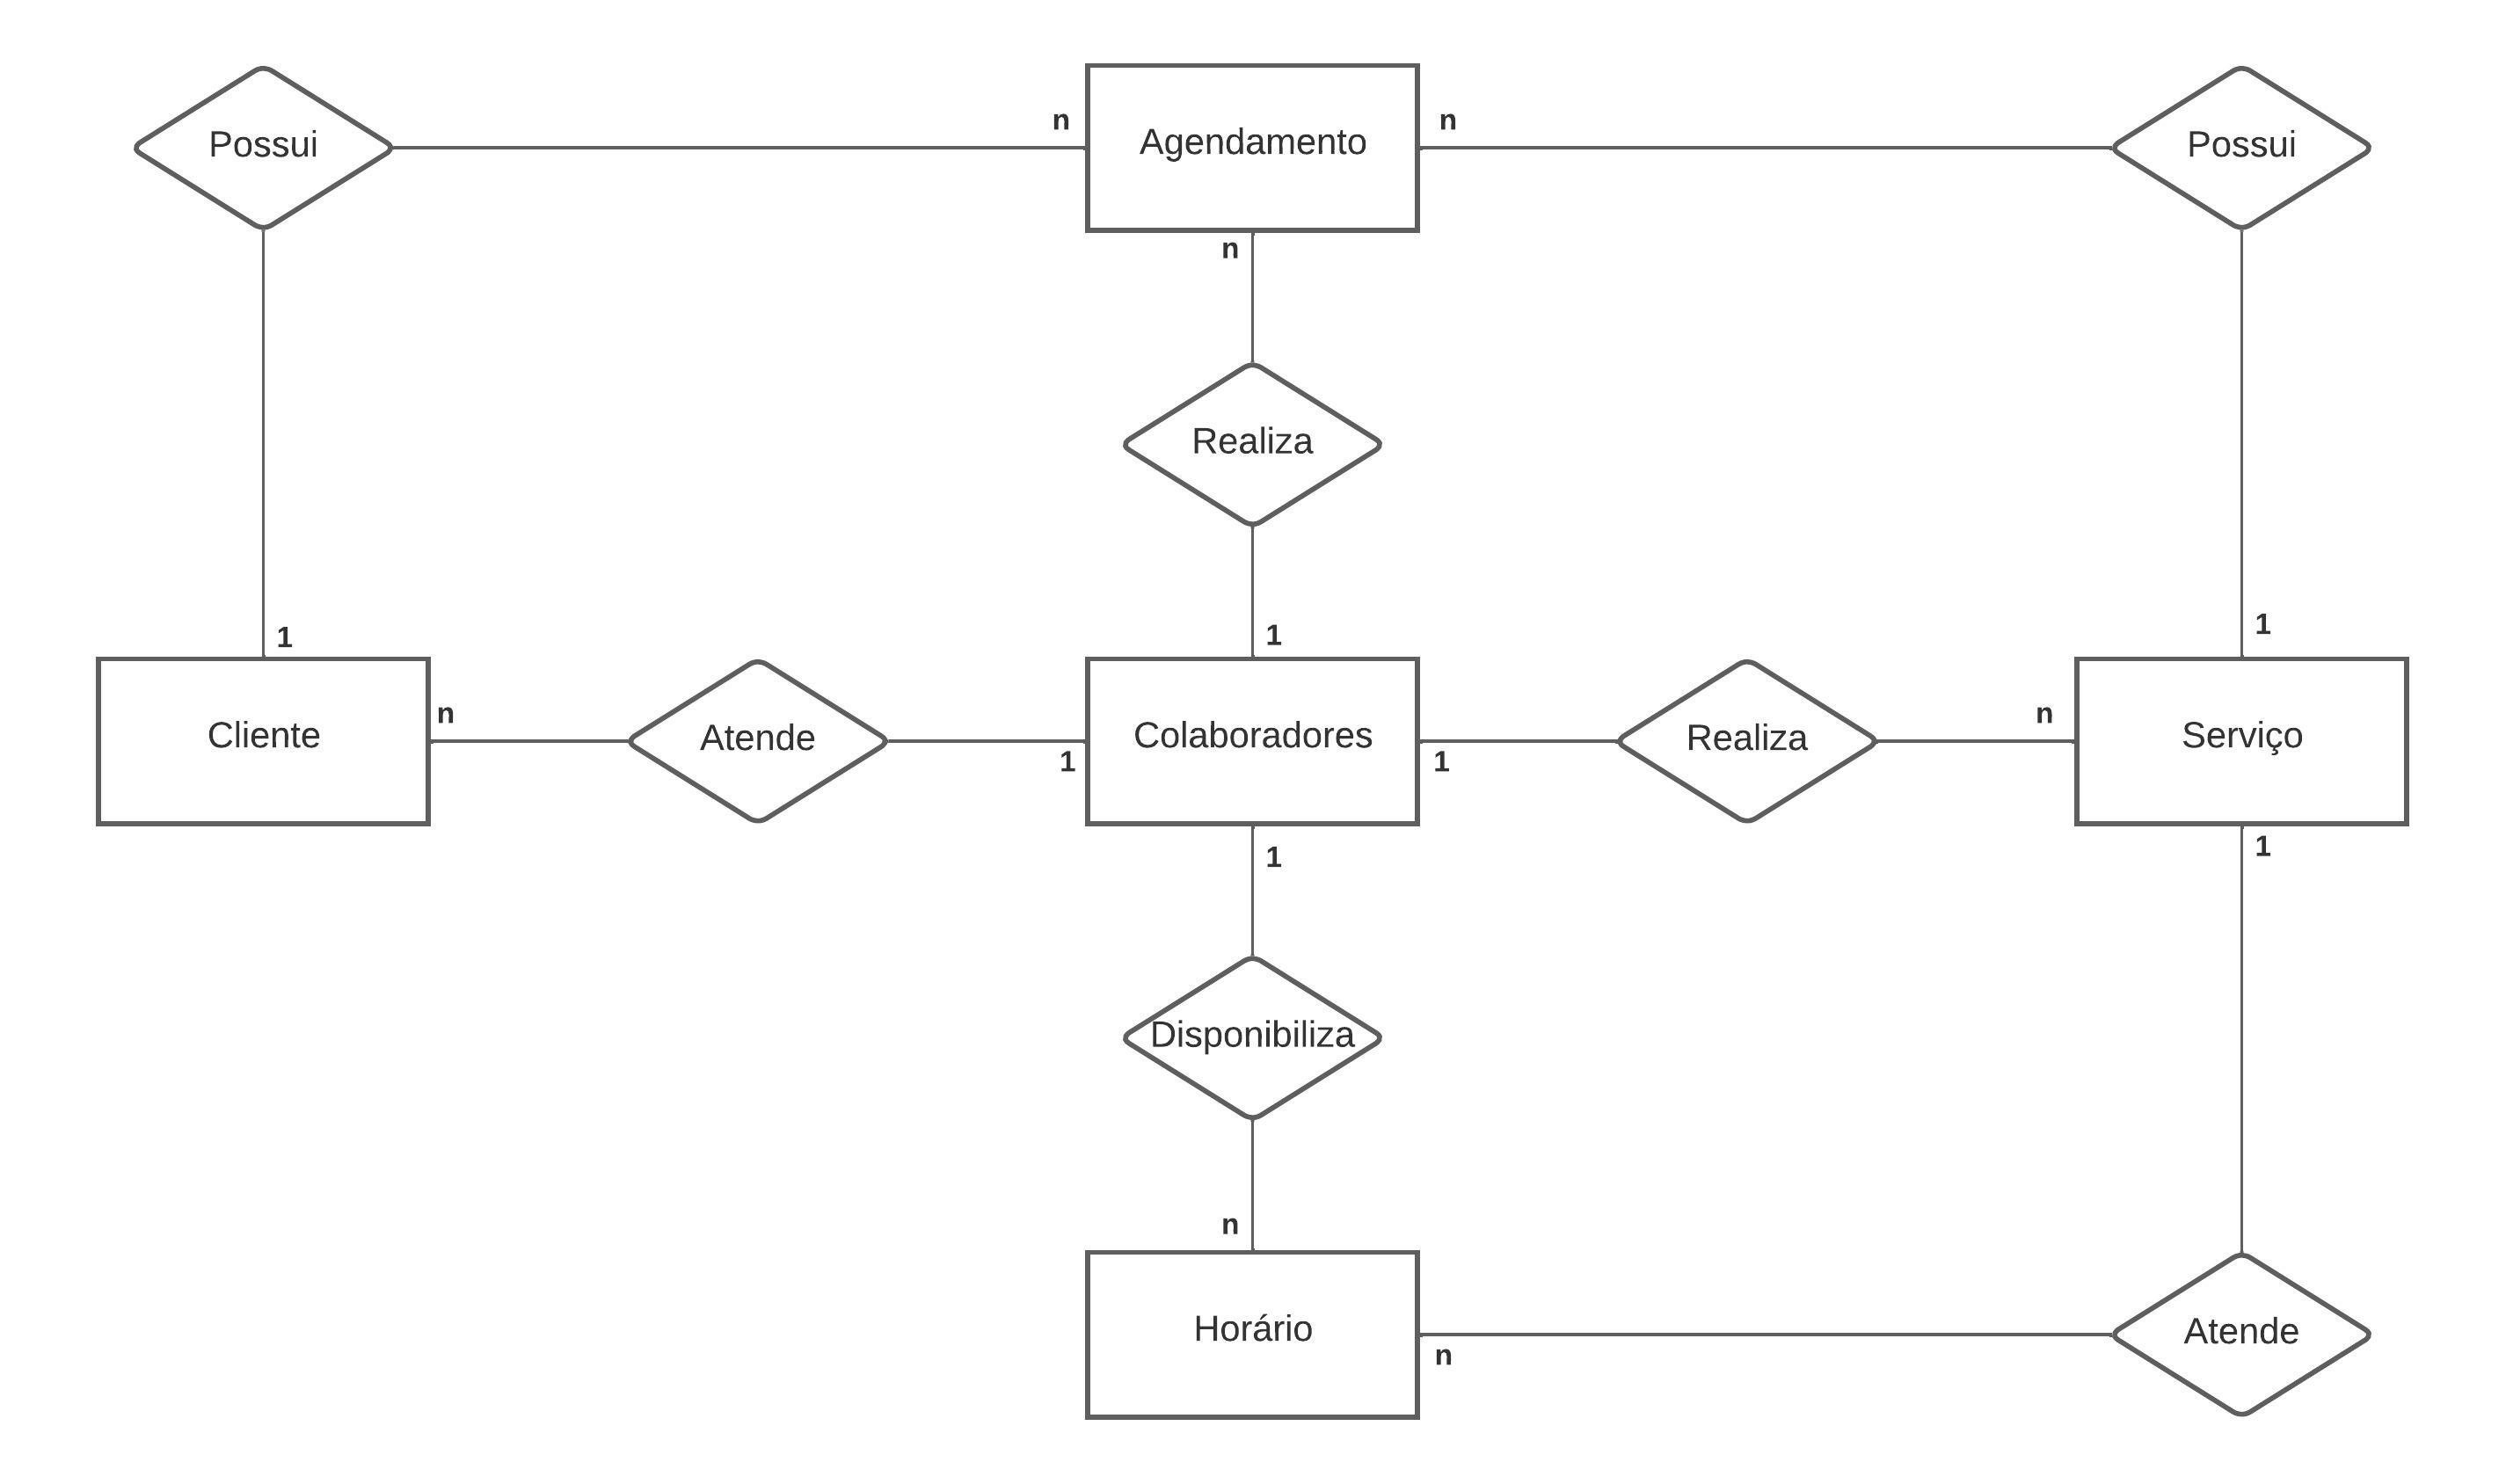 n
n
Possui
Agendamento
Possui
n
Realiza
1
1
1
n
n
Cliente
Atende
Colaboradores
Realiza
Serviço
1
1
1
1
Disponibiliza
n
Horário
Atende
n